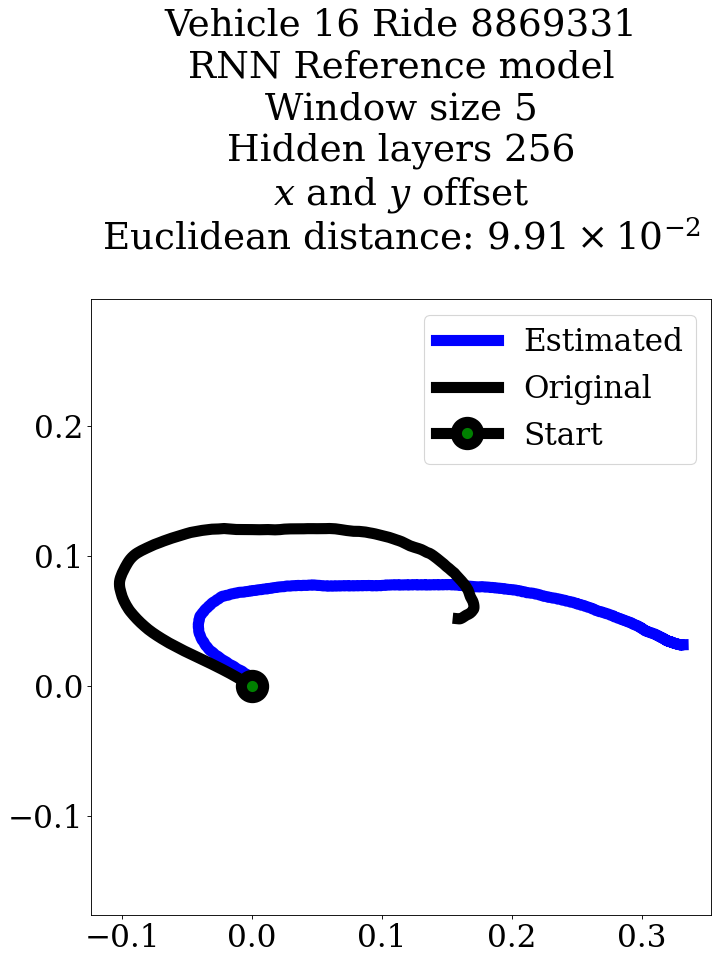 Vehicle 16 Ride 8869331
RNN Reference model
Window size 5
Hidden layers 256
x and y offset
Euclidean distance: 9.91 × 10⁻²
Estimated
Original
Start
0.2
0.1
0.0
−0.1
−0.1 0.0 0.1 0.2 0.3